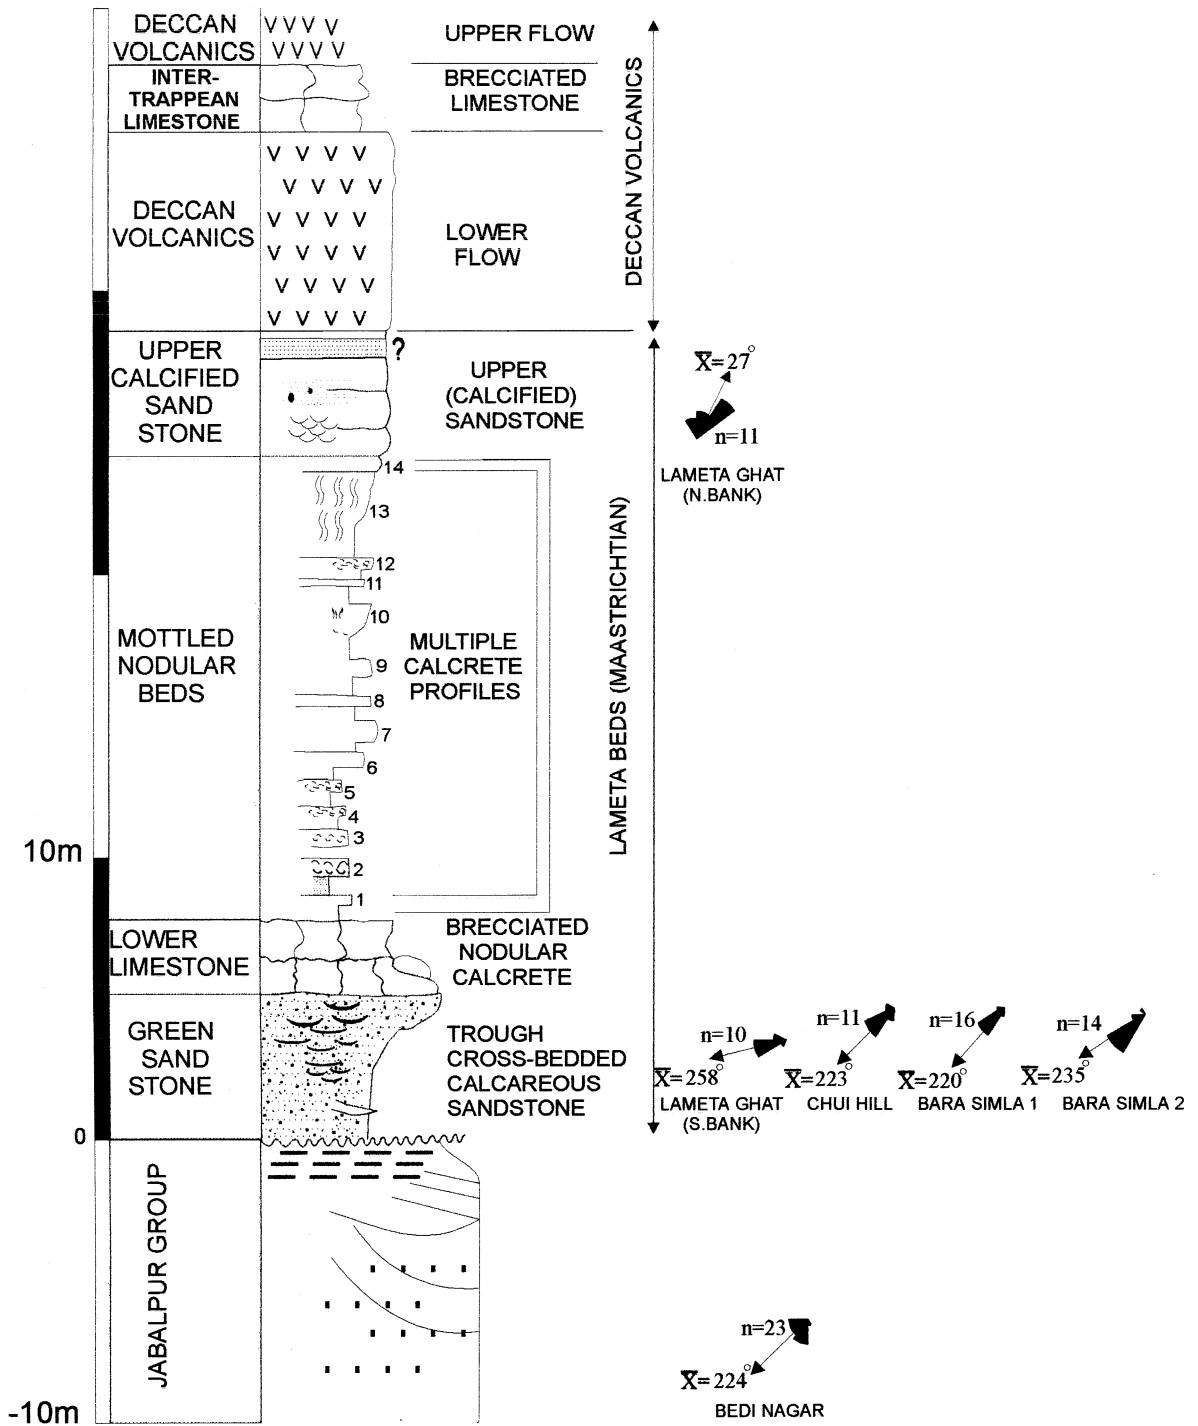 DECCAN
VOLCANICS
V V V V
V V V V
UPPER FLOW
INTER-
TRAPPEAN
LIMESTONE
BRECCIATED
LIMESTONE
DECCAN
VOLCANICS
V V V V
V V V V
V V V V
V V V V
V V V V
V V V V
LOWER
FLOW
DECCAN VOLCANICS
UPPER
CALCIFIED
SAND
STONE
?
UPPER
(CALCIFIED)
SANDSTONE
X̅=27°
n=11
LAMETA GHAT
(N.BANK)
MOTTLED
NODULAR
BEDS
14
13
12
11
10
9
8
7
6
5
4
3
2
1
MULTIPLE
CALCRETE
PROFILES
LAMETA BEDS (MAASTRICHTIAN)
10m
LOWER
LIMESTONE
BRECCIATED
NODULAR
CALCRETE
GREEN
SAND
STONE
TROUGH
CROSS-BEDDED
CALCAREOUS
SANDSTONE
n=10
X̅=258°
LAMETA GHAT
(S.BANK)
n=11
X̅=223°
CHUI HILL
n=16
X̅=220°
BARA SIMLA 1
n=14
X̅=235°
BARA SIMLA 2
0
JABALPUR GROUP
n=23
X̅=224°
BEDI NAGAR
-10m